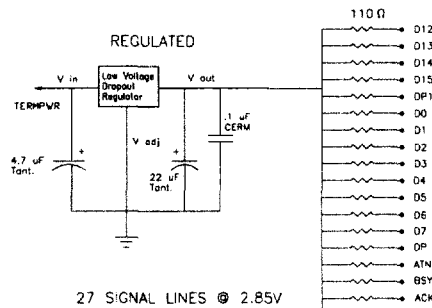 110 Ω
REGULATED
V in
Low Voltage
Dropout
Regulator
V out
TERMPWR
V adj
.1 uF
CERM
+
4.7 uF
Tant.
+
22 uF
Tant.
27 SIGNAL LINES @ 2.85V
D12
D13
D14
D15
DP1
D0
D1
D2
D3
D4
D5
D6
D7
DP
ATN
BSY
ACK